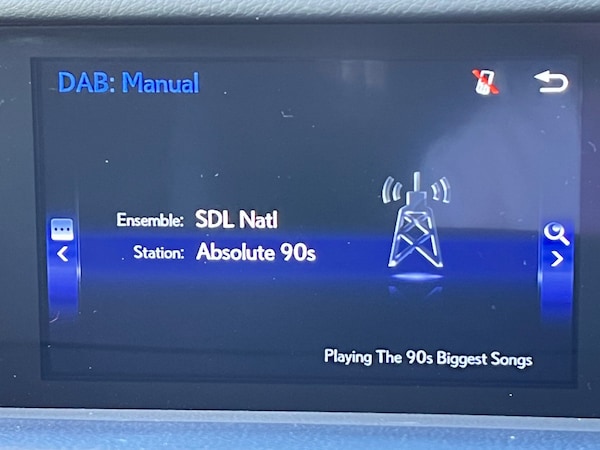 DAB: Manual
Ensemble: SDL Natl
Station: Absolute 90s
Playing The 90s Biggest Songs